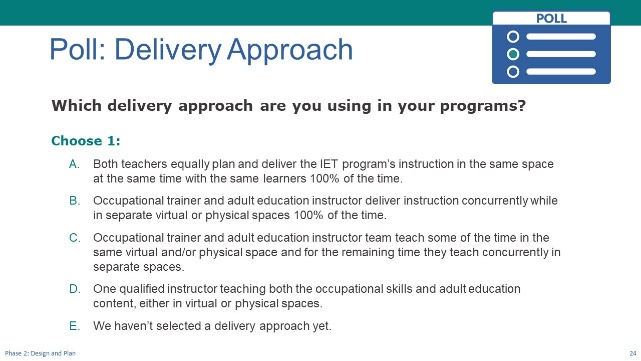 POLL
Poll: Delivery Approach
Which delivery approach are you using in your programs?
Choose 1:
A. Both teachers equally plan and deliver the IET program's instruction in the same space
at the same time with the same learners 100% of the time.
B. Occupational trainer and adult education instructor deliver instruction concurrently while
in separate virtual or physical spaces 100% of the time.
C. Occupational trainer and adult education instructor team teach some of the time in the
same virtual and/or physical space and for the remaining time they teach concurrently in
separate spaces.
D. One qualified instructor teaching both the occupational skills and adult education
content, either in virtual or physical spaces.
E. We haven't selected a delivery approach yet.
Phase 2: Design and Plan
24